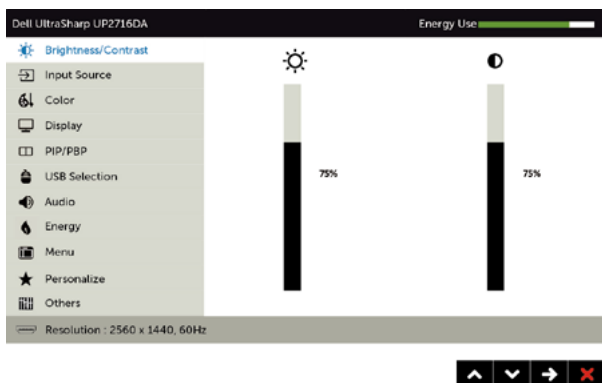 Dell UltraSharp UP2716DA
Energy Use
Brightness/Contrast
Input Source
Color
Display
PIP/PBP
USB Selection
Audio
Energy
Menu
Personalize
Others
75%
75%
Resolution : 2560 x 1440, 60Hz